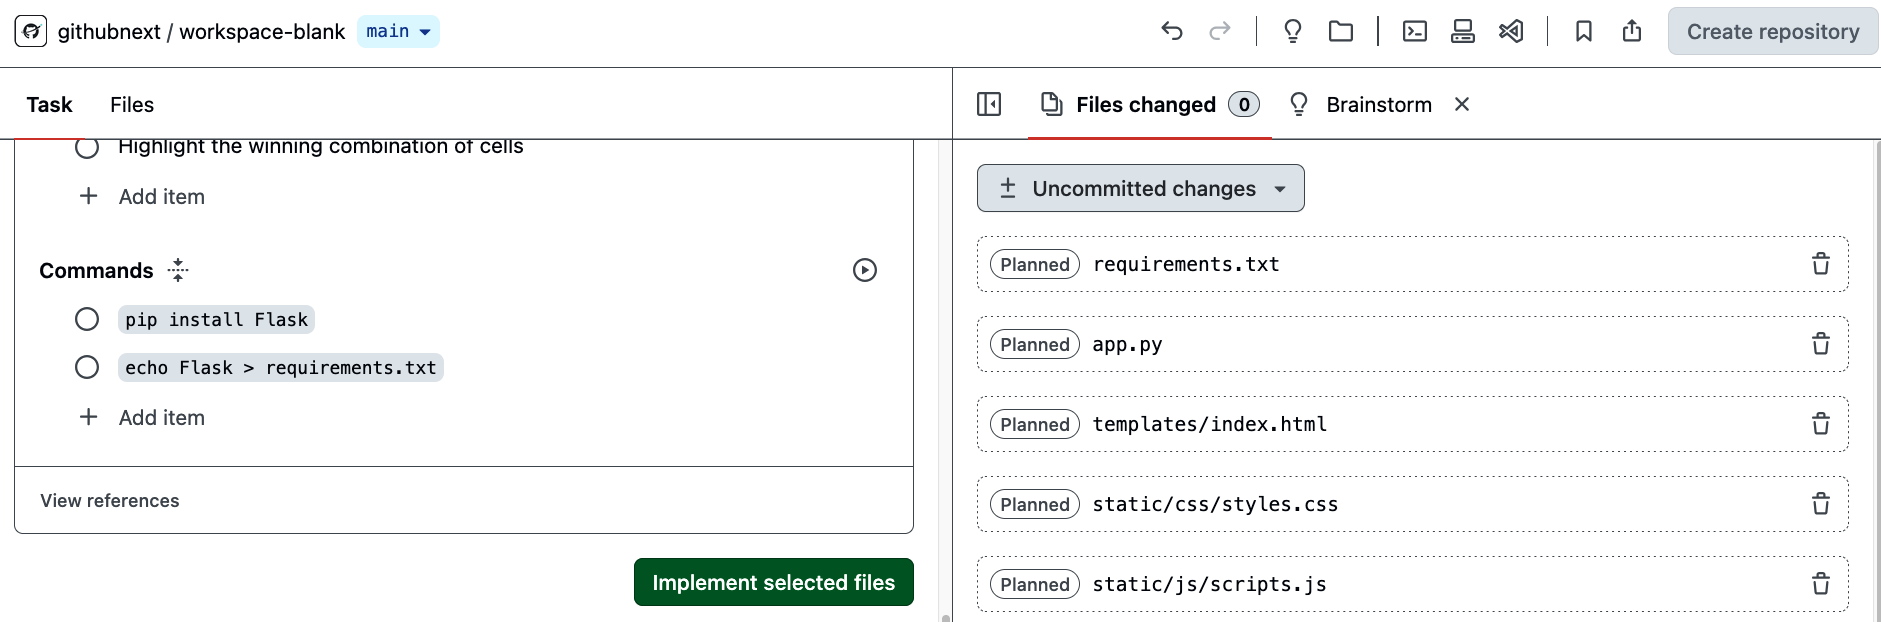 githubnext / workspace-blank main
Create repository
Task Files
Files changed 0 Brainstorm
Highlight the winning combination of cells
Add item
Commands
pip install Flask
echo Flask > requirements.txt
Add item
View references
Implement selected files
Uncommitted changes
Planned requirements.txt
Planned app.py
Planned templates/index.html
Planned static/css/styles.css
Planned static/js/scripts.js